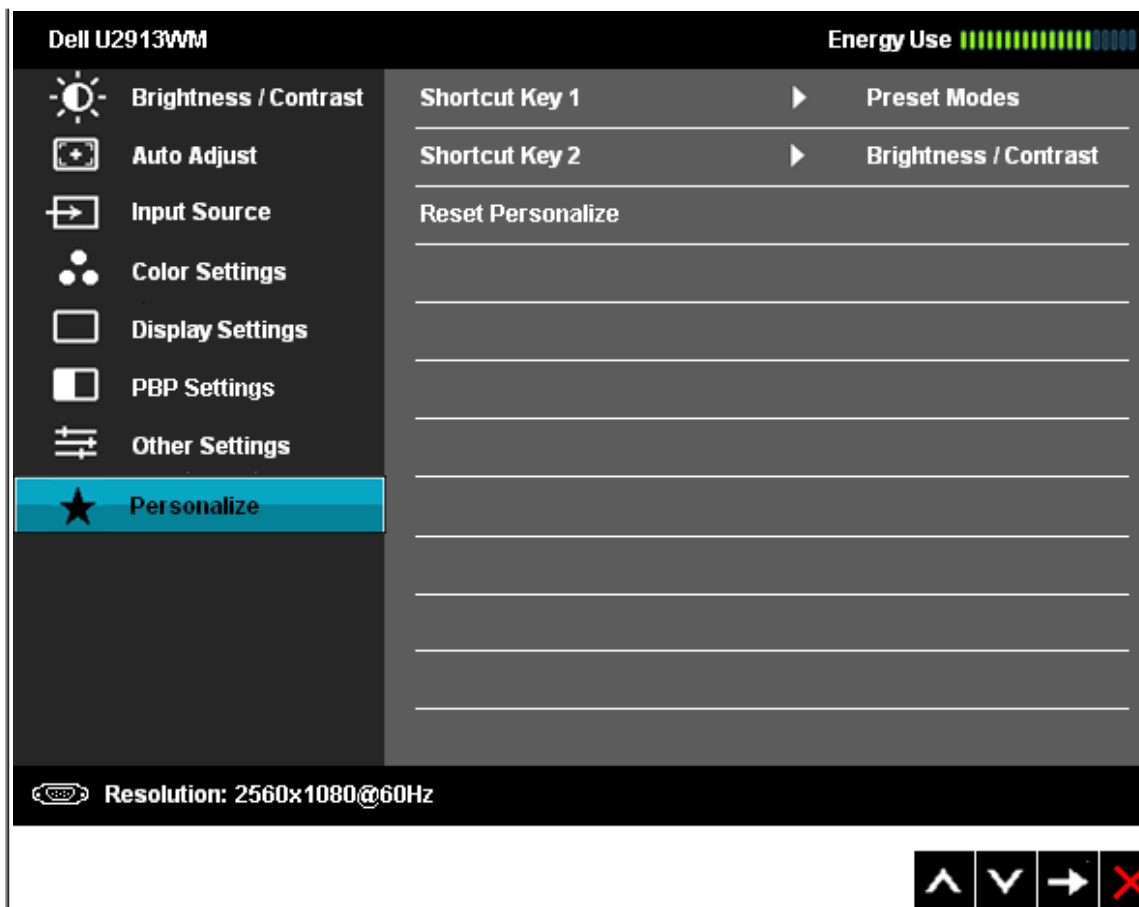 Dell U2913WM Energy Use
Brightness / Contrast Shortcut Key 1 Preset Modes
Auto Adjust Shortcut Key 2 Brightness / Contrast
Input Source Reset Personalize
Color Settings
Display Settings
PBP Settings
Other Settings
Personalize
Resolution: 2560x1080@60Hz